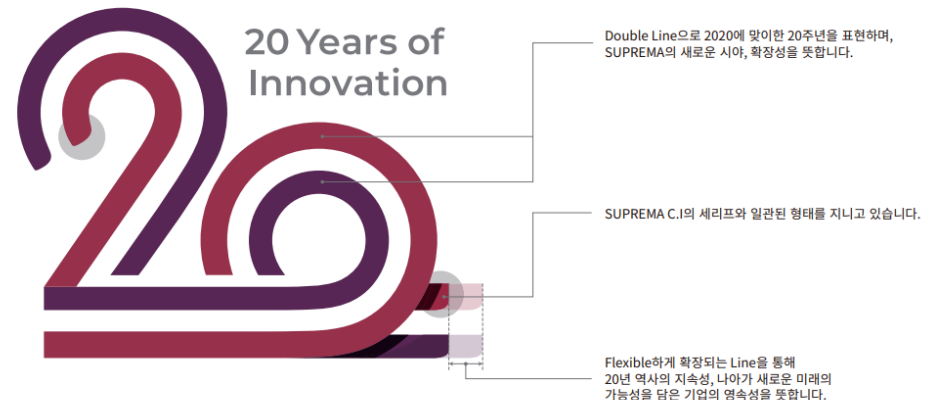 20 Years of
Innovation
Double Line으로 2020에 맞이한 20주년을 표현하며,
SUPREMA의 새로운 시야, 확장성을 뜻합니다.
SUPREMA C.I의 세리프와 일관된 형태를 지니고 있습니다.
Flexible하게 확장되는 Line을 통해
20년 역사의 지속성, 나아가 새로운 미래의
가능성을 담은 기업의 영속성을 뜻합니다.